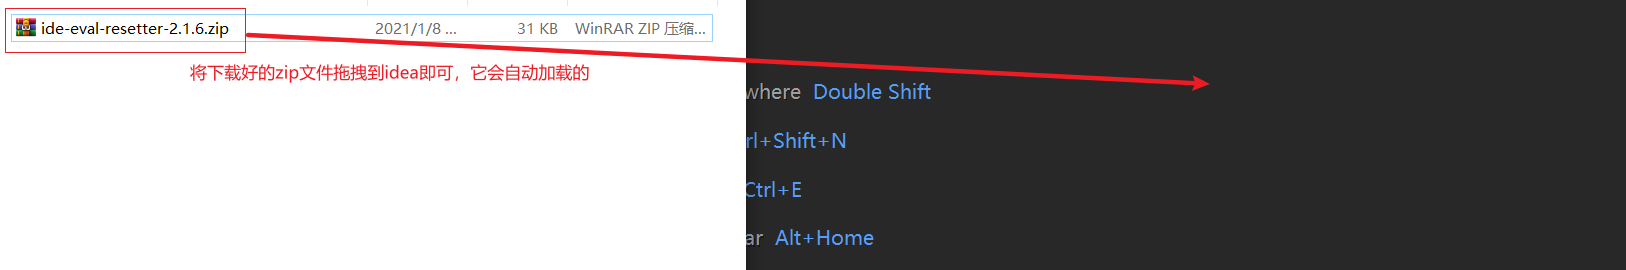 ide-eval-resetter-2.1.6.zip 2021/1/8 ... 31 KB WinRAR ZIP 压缩...
将下载好的zip文件拖拽到idea即可，它会自动加载的
where Double Shift
rl+Shift+N
Ctrl+E
ar Alt+Home